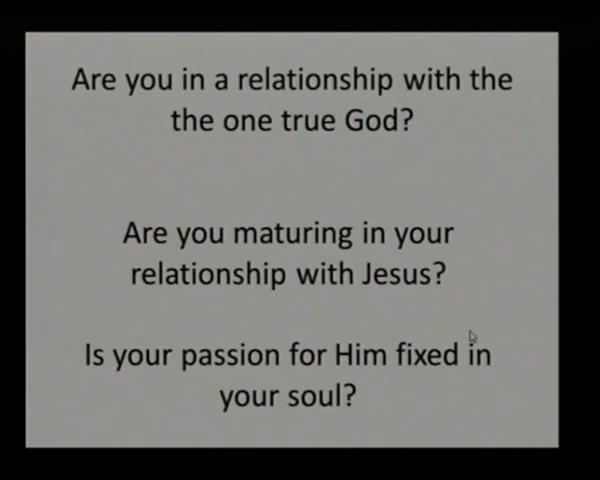 Are you in a relationship with the
the one true God?
Are you maturing in your
relationship with Jesus?
Is your passion for Him fixed in
your soul?